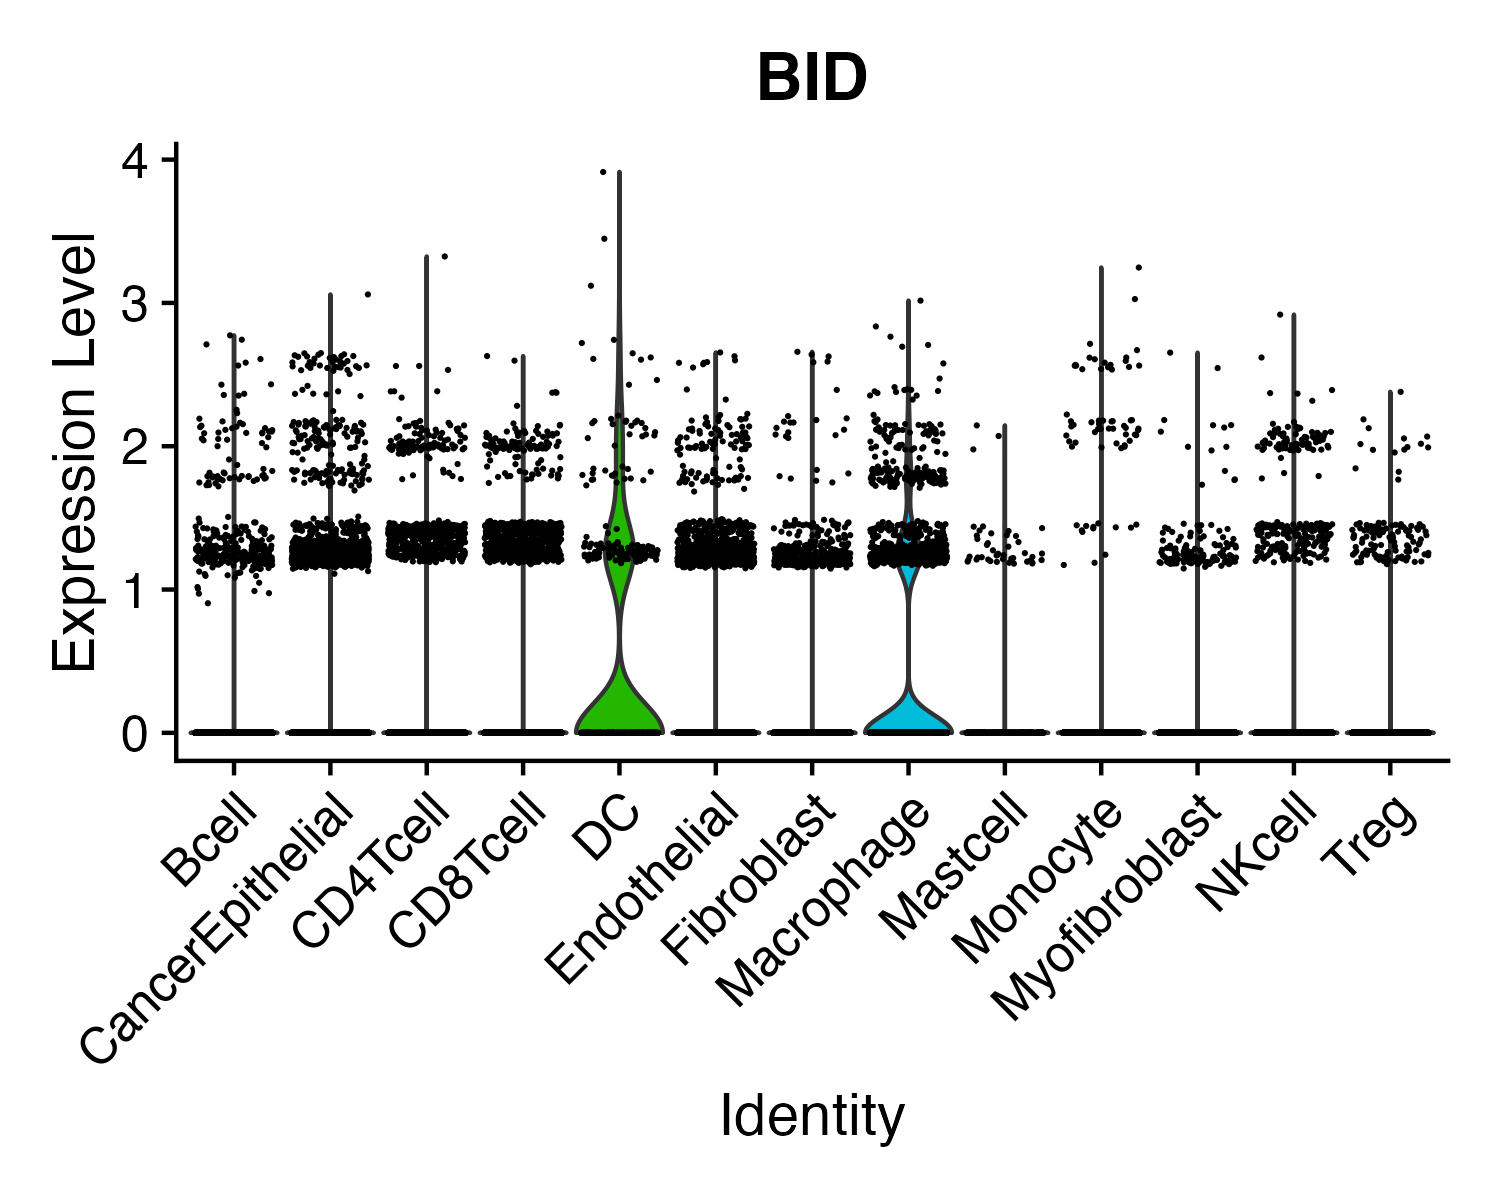 BID
Expression Level
4
3
2
1
0
Bcell
CancerEpithelial
CD4Tcell
CD8Tcell
DC
Endothelial
Fibroblast
Macrophage
Mastcell
Monocyte
Myofibroblast
NKcell
Treg
Identity